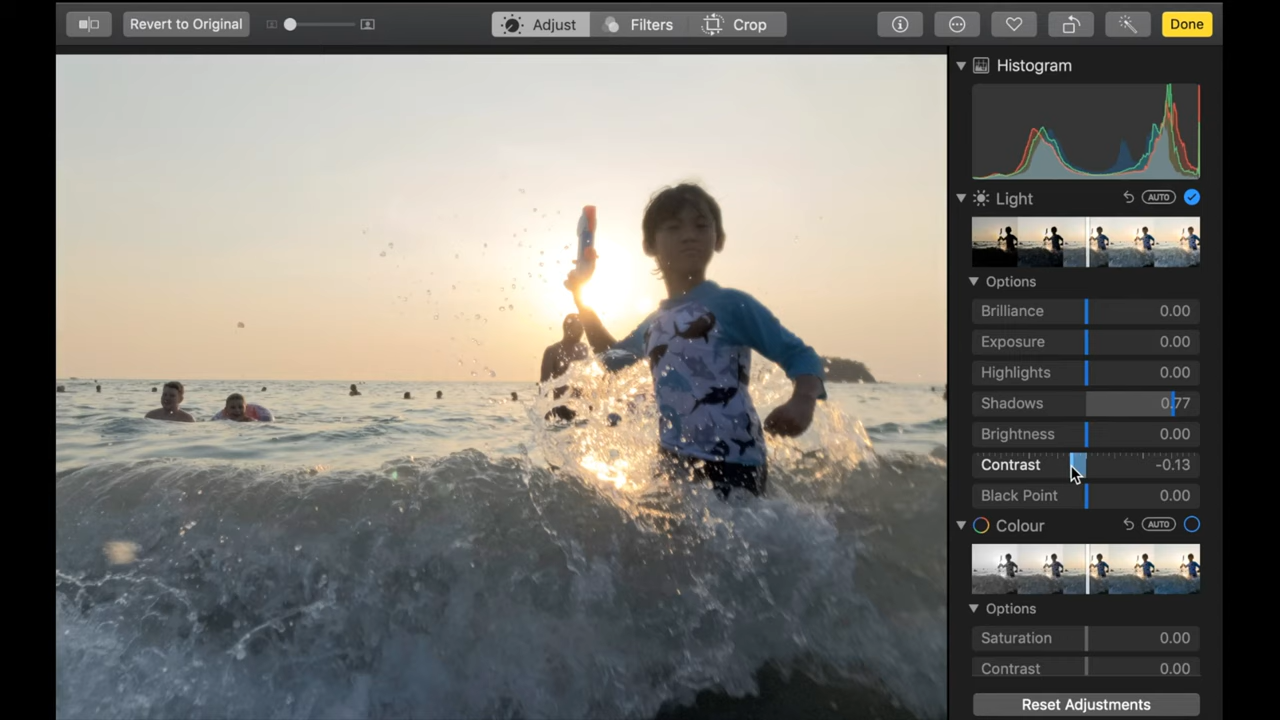 Revert to Original
Adjust
Filters
Crop
Done
Histogram
Light
AUTO
Options
Brilliance 0.00
Exposure 0.00
Highlights 0.00
Shadows 0.77
Brightness 0.00
Contrast -0.13
Black Point 0.00
Colour
AUTO
Options
Saturation 0.00
Contrast 0.00
Reset Adjustments